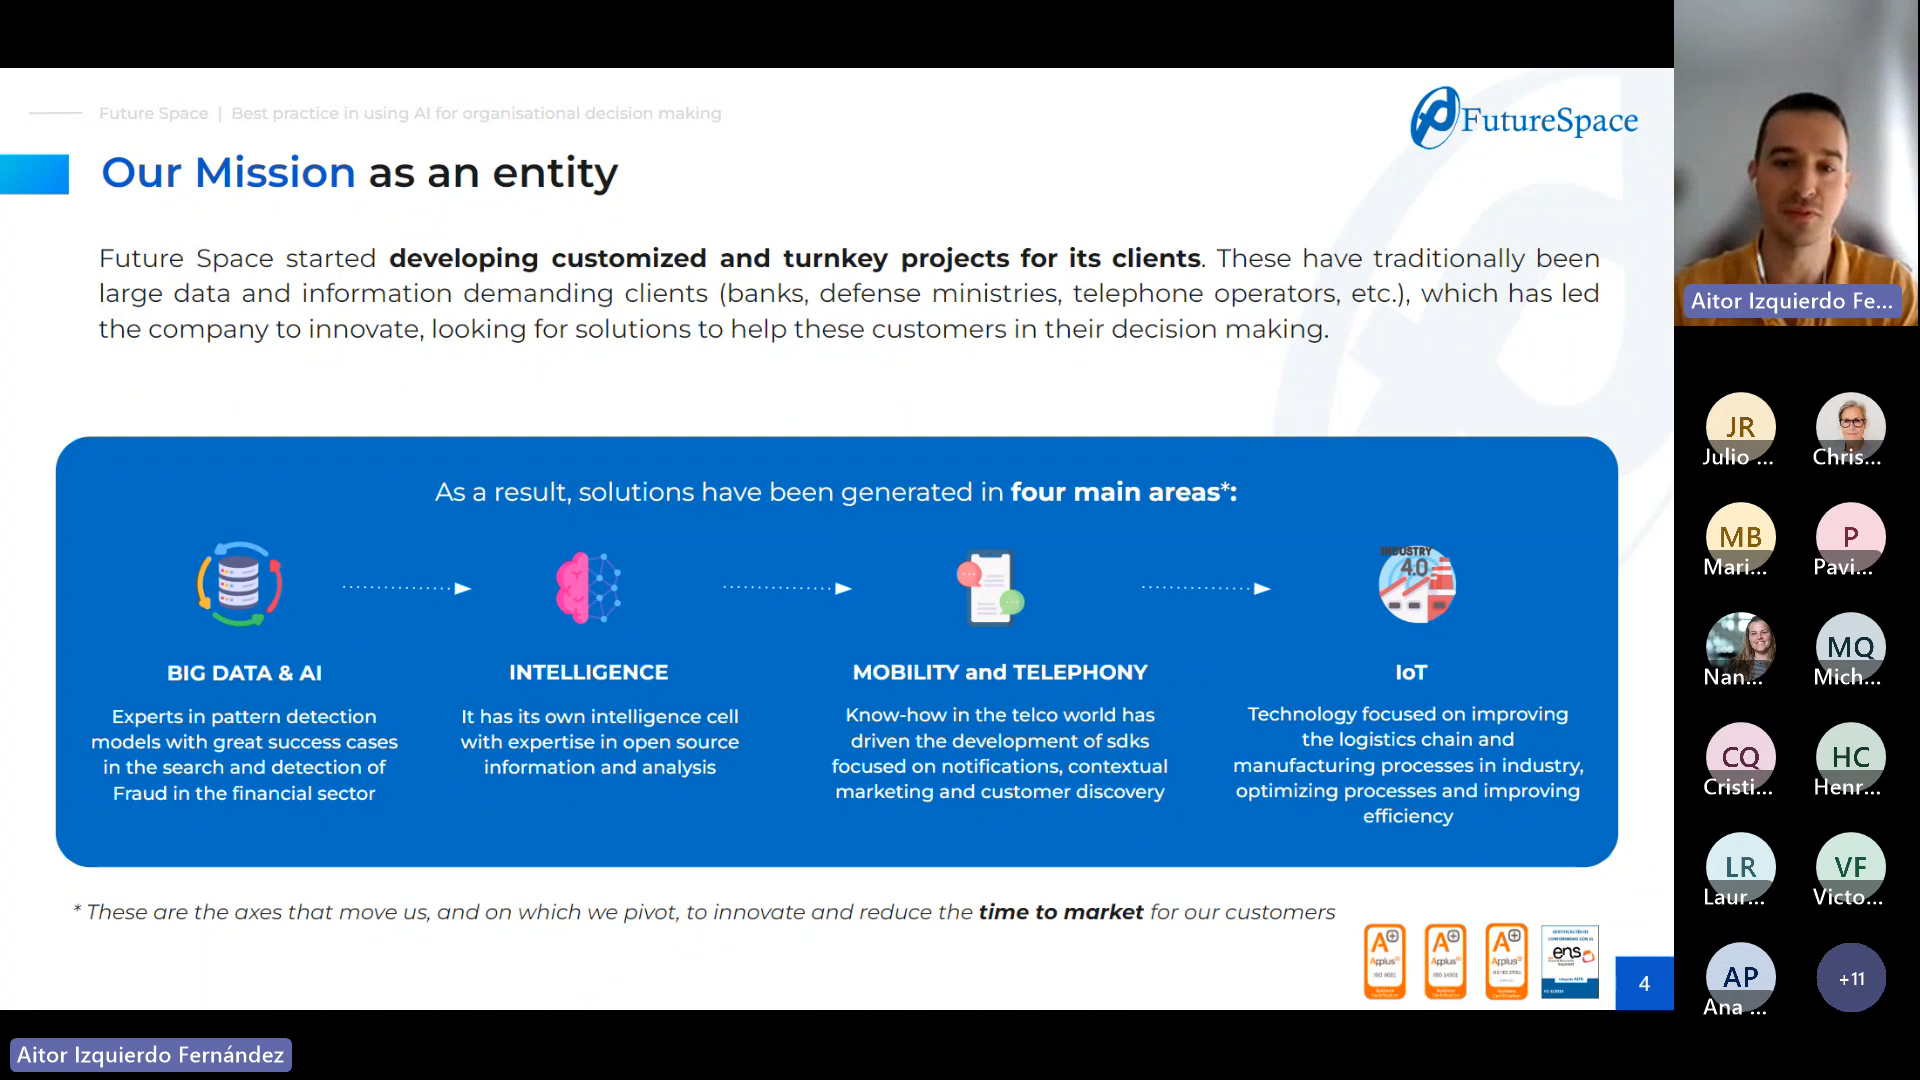 Future Space | Best practice in using AI for organisational decision making
FutureSpace
Our Mission as an entity
Future Space started developing customized and turnkey projects for its clients. These have traditionally been
large data and information demanding clients (banks, defense ministries, telephone operators, etc.), which has led
the company to innovate, looking for solutions to help these customers in their decision making.
As a result, solutions have been generated in four main areas*:
INDUSTRY
4.0
BIG DATA & AI
Experts in pattern detection
models with great success cases
in the search and detection of
Fraud in the financial sector
INTELLIGENCE
It has its own intelligence cell
with expertise in open source
information and analysis
MOBILITY and TELEPHONY
Know-how in the telco world has
driven the development of sdks
focused on notifications, contextual
marketing and customer discovery
IoT
Technology focused on improving
the logistics chain and
manufacturing processes in industry,
optimizing processes and improving
efficiency
* These are the axes that move us, and on which we pivot, to innovate and reduce the time to market for our customers
A+
Applus
ISO 9001
A+
Applus
A+
Applus
ens
4
Aitor Izquierdo Fe...
JR
Julio ...
Chris...
MB
Mari...
P
Pavi...
Nan...
MQ
Mich...
CQ
Cristi...
HC
Henr...
LR
Laur...
VF
Victo...
AP
Ana ...
+11
Aitor Izquierdo Fernández